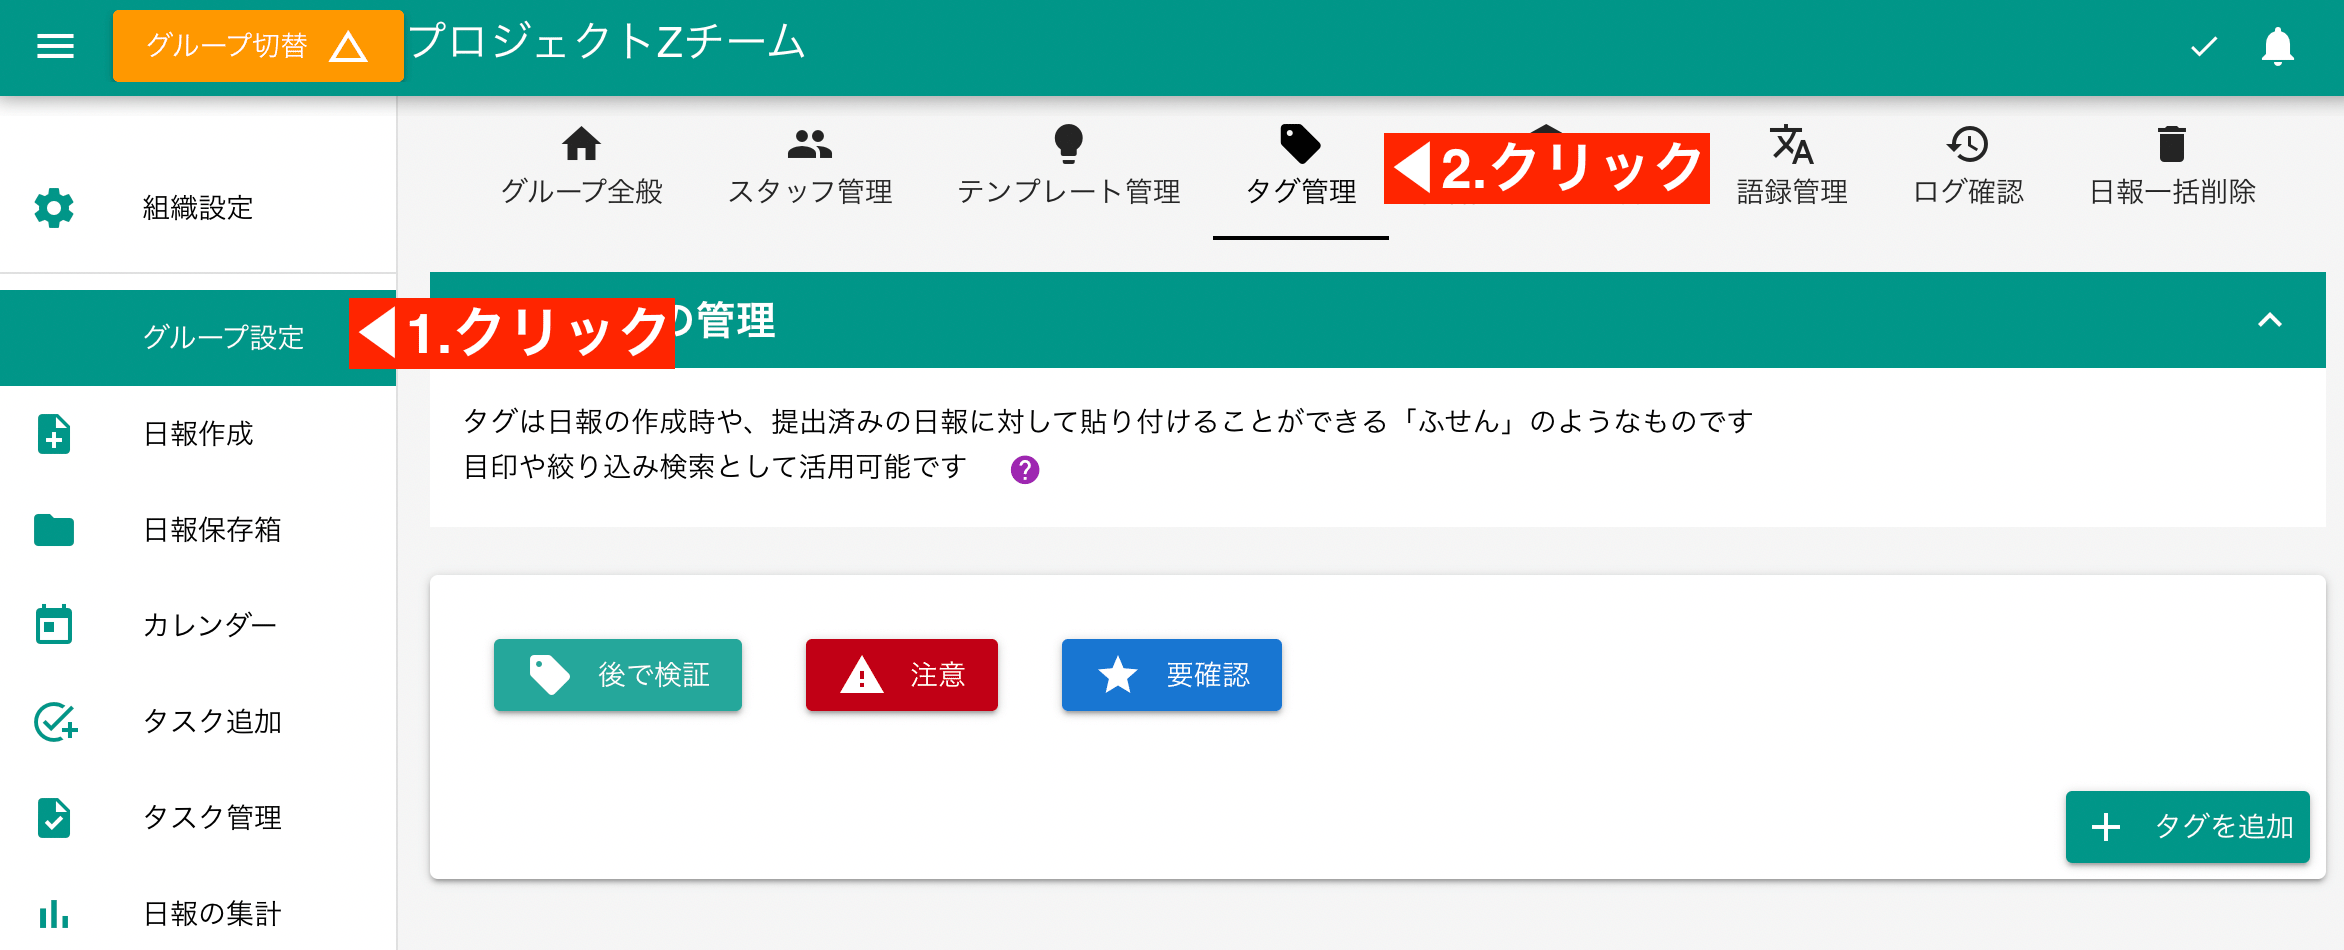 グループ切替
プロジェクトZチーム
組織設定
グループ設定
日報作成
日報保存箱
カレンダー
タスク追加
タスク管理
日報の集計
グループ全般
スタッフ管理
テンプレート管理
タグ管理
◀2.クリック
語録管理
ログ確認
日報一括削除
◀1.クリック
の管理
タグは日報の作成時や、提出済みの日報に対して貼り付けることができる「ふせん」のようなものです
目印や絞り込み検索として活用可能です
後で検証
注意
要確認
タグを追加